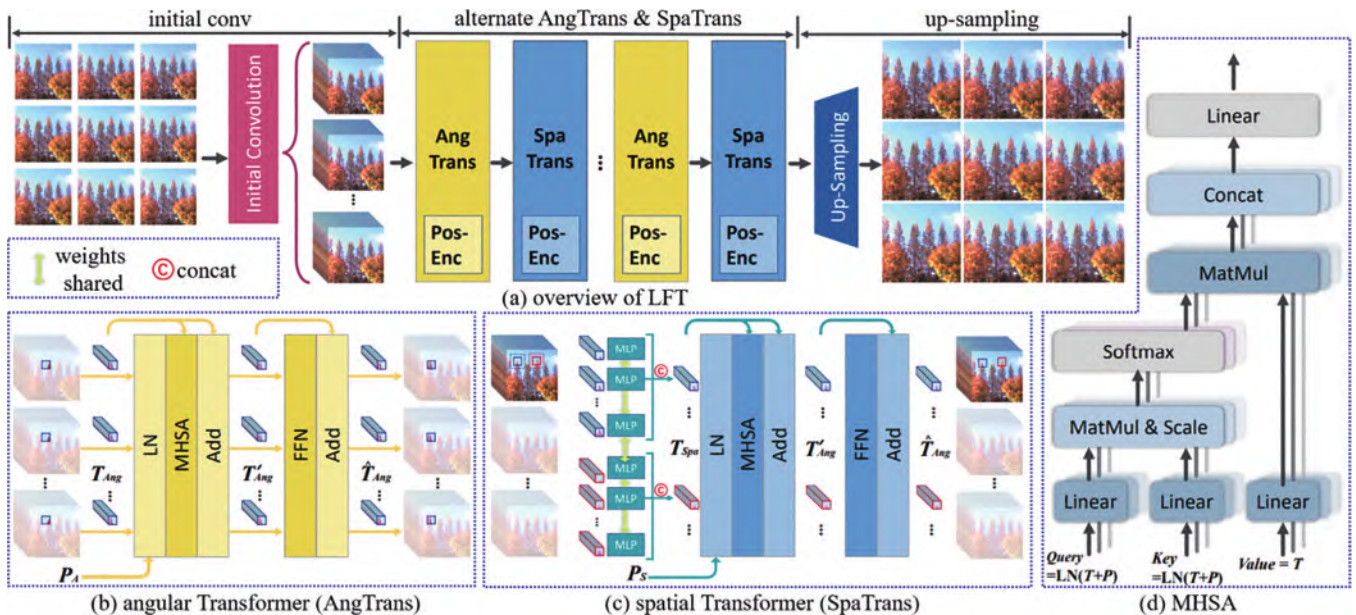 initial conv
alternate AngTrans & SpaTrans
up-sampling
Initial Convolution
...
Ang
Trans
Pos-
Enc
Spa
Trans
Pos-
Enc
...
Ang
Trans
Pos-
Enc
Spa
Trans
Pos-
Enc
Up-Sampling
weights
shared
C concat
(a) overview of LFT
T_Ang
...
...
LN
MHSA
Add
T'_Ang
...
FFN
Add
T̂_Ang
...
...
P_A
(b) angular Transformer (AngTrans)
MLP
MLP
...
MLP
C
MLP
MLP
...
MLP
C
...
T_Spa
...
LN
MHSA
Add
...
T'_Ang
...
FFN
Add
...
T̂_Ang
...
...
P_S
(c) spatial Transformer (SpaTrans)
Linear
Concat
MatMul
Softmax
MatMul & Scale
Linear
Linear
Linear
Query
=LN(T+P)
Key
=LN(T+P)
Value = T
(d) MHSA